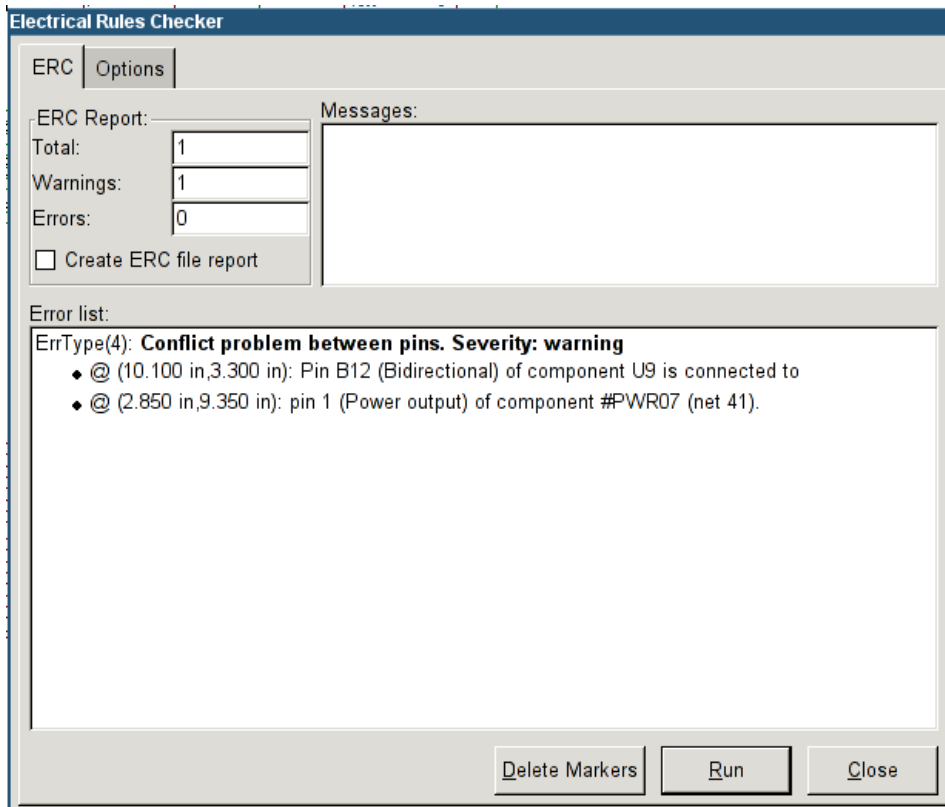 Electrical Rules Checker
ERC Options
ERC Report:
Total: 1
Warnings: 1
Errors: 0
Create ERC file report
Messages:
Error list:
ErrType(4): Conflict problem between pins. Severity: warning
@ (10.100 in,3.300 in): Pin B12 (Bidirectional) of component U9 is connected to
@ (2.850 in,9.350 in): pin 1 (Power output) of component #PWR07 (net 41).
Delete Markers Run Close